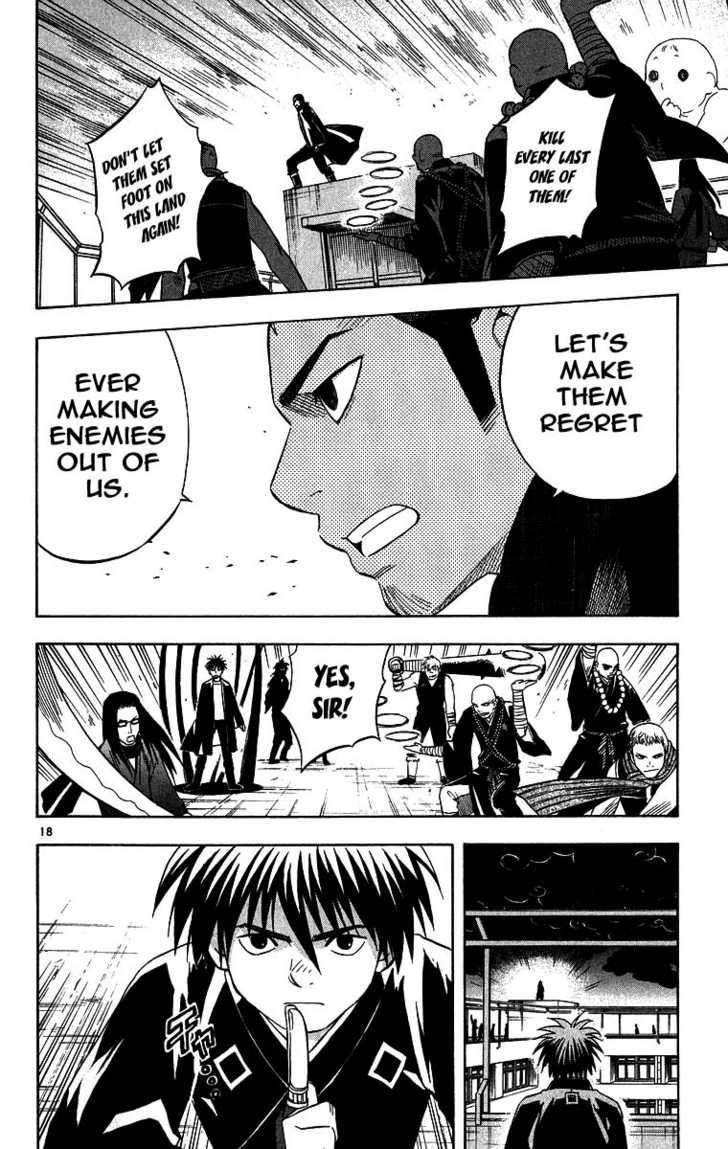 KILL
EVERY LAST
ONE OF
THEM!
DON'T LET
THEM SET
FOOT ON
THIS LAND
AGAIN!
LET'S
MAKE
THEM
REGRET
EVER
MAKING
ENEMIES
OUT OF
US.
YES,
SIR!
18